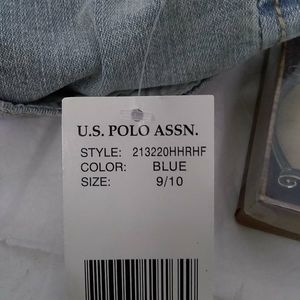 U.S. POLO ASSN.
STYLE: 213220HHRHF
COLOR: BLUE
SIZE: 9/10